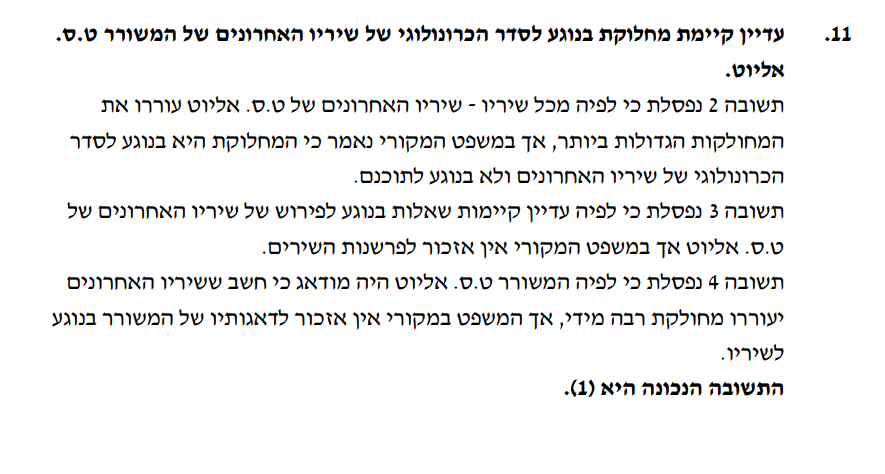 11. עדיין קיימת מחלוקת בנוגע לסדר הכרונולוגי של שיריו האחרונים של המשורר ט.ס.
אליוט.
תשובה 2 נפסלת כי לפיה מכל שיריו - שיריו האחרונים של ט.ס. אליוט עוררו את
המחולקות הגדולות ביותר, אך במשפט המקורי נאמר כי המחלוקת היא בנוגע לסדר
הכרונולוגי של שיריו האחרונים ולא בנוגע לתוכנם.
תשובה 3 נפסלת כי לפיה עדיין קיימות שאלות בנוגע לפירוש של שיריו האחרונים של
ט.ס. אליוט אך במשפט המקורי אין אזכור לפרשנות השירים.
תשובה 4 נפסלת כי לפיה המשורר ט.ס. אליוט היה מודאג כי חשב ששיריו האחרונים
יעוררו מחולקת רבה מידי, אך המשפט במקורי אין אזכור לדאגותיו של המשורר בנוגע
לשיריו.
התשובה הנכונה היא (1).